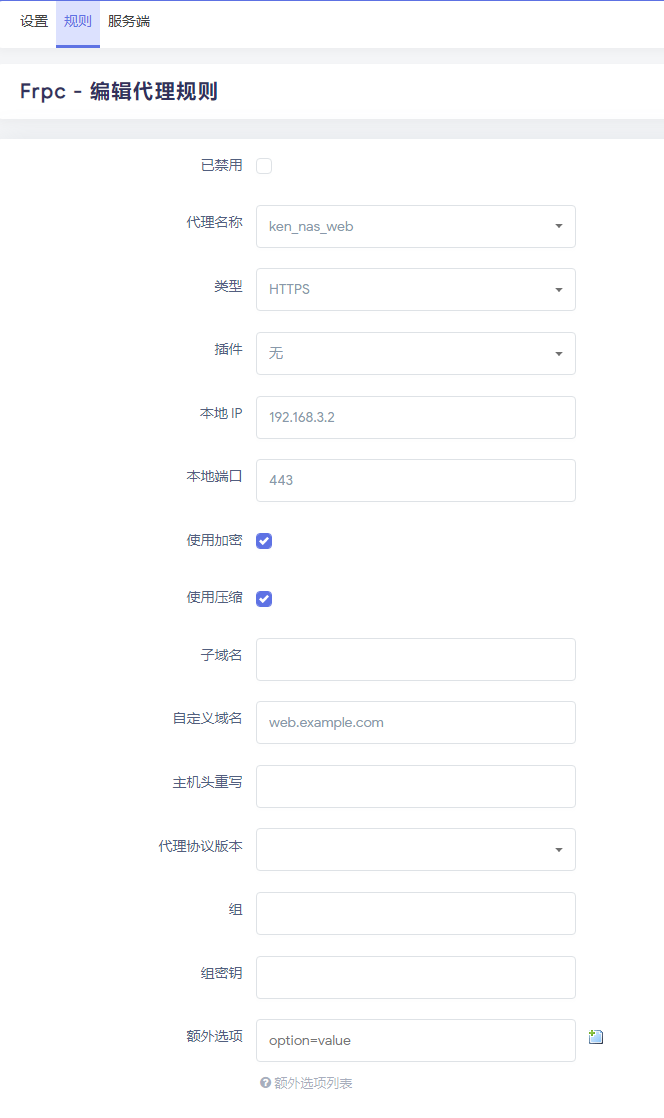 设置 规则 服务端
Frpc - 编辑代理规则
已禁用
代理名称 ken_nas_web
类型 HTTPS
插件 无
本地 IP 192.168.3.2
本地端口 443
使用加密
使用压缩
子域名
自定义域名 web.example.com
主机头重写
代理协议版本
组
组密钥
额外选项 option=value
额外选项列表